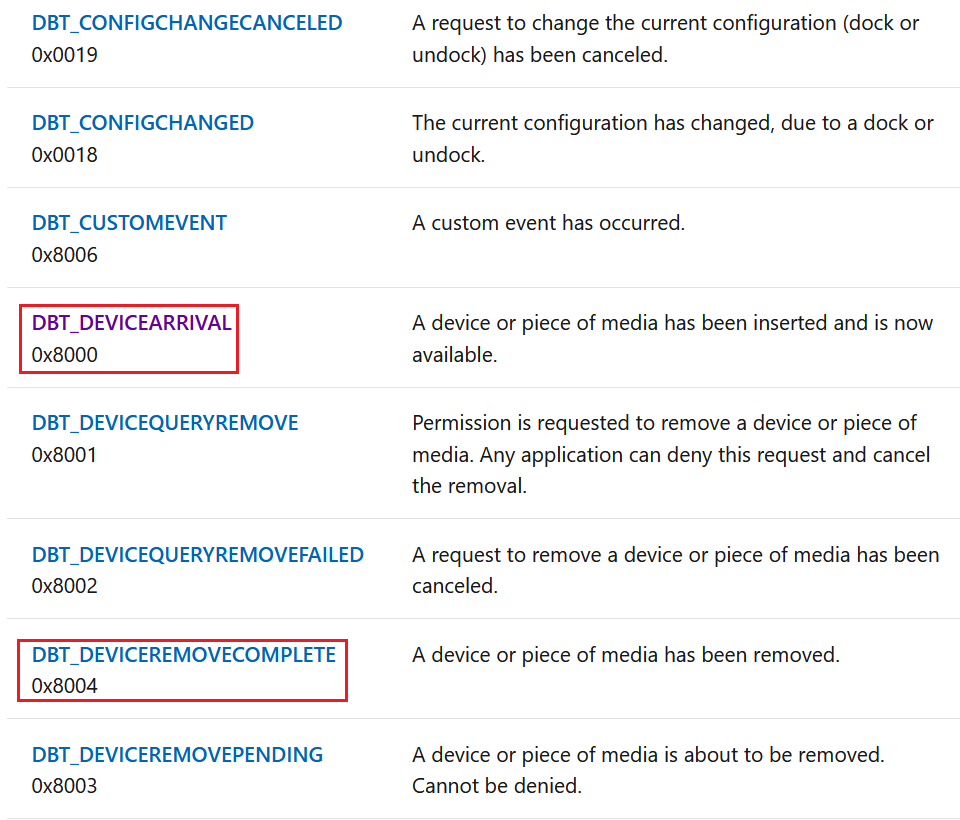 DBT_CONFIGCHANGECANCELED
0x0019
A request to change the current configuration (dock or
undock) has been canceled.
DBT_CONFIGCHANGED
0x0018
The current configuration has changed, due to a dock or
undock.
DBT_CUSTOMEVENT
0x8006
A custom event has occurred.
DBT_DEVICEARRIVAL
0x8000
A device or piece of media has been inserted and is now
available.
DBT_DEVICEQUERYREMOVE
0x8001
Permission is requested to remove a device or piece of
media. Any application can deny this request and cancel
the removal.
DBT_DEVICEQUERYREMOVEFAILED
0x8002
A request to remove a device or piece of media has been
canceled.
DBT_DEVICEREMOVECOMPLETE
0x8004
A device or piece of media has been removed.
DBT_DEVICEREMOVEPENDING
0x8003
A device or piece of media is about to be removed.
Cannot be denied.